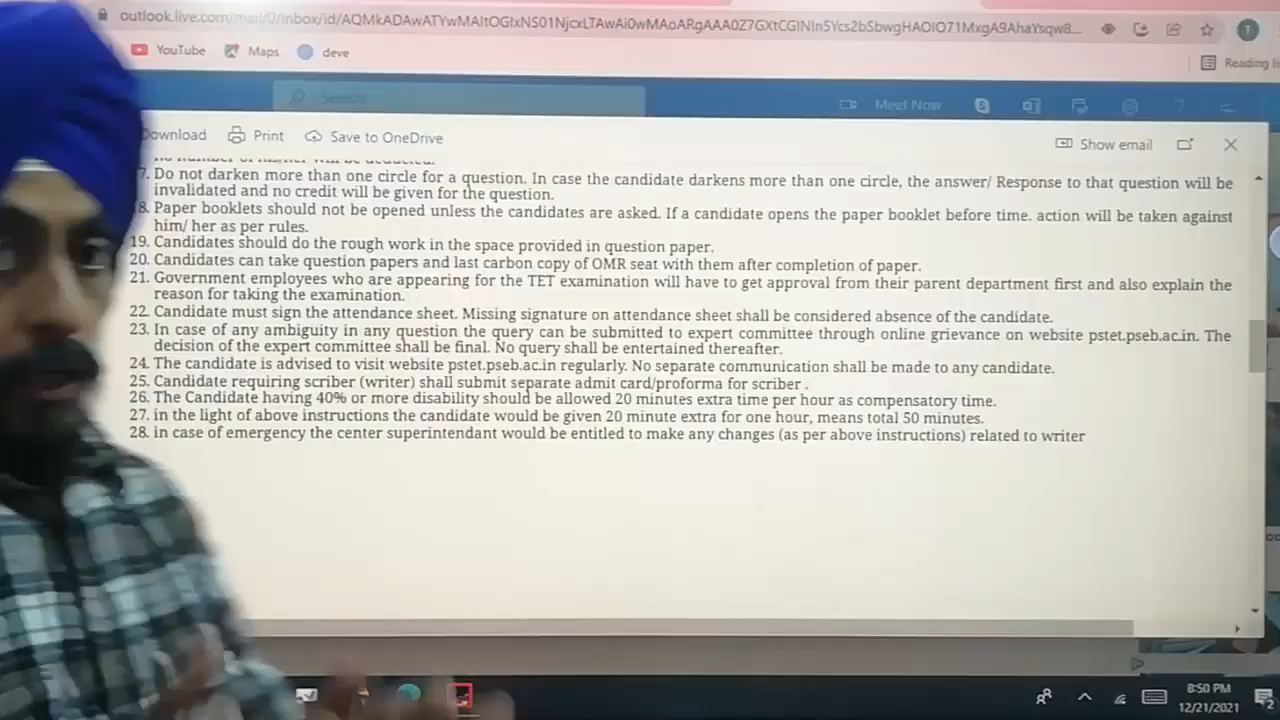 outlook.live.com/mail/0/inbox/id/
YouTube Maps deve
Reading li
Search
Meet Now
Download Print Save to OneDrive
Show email
7. Do not darken more than one circle for a question. In case the candidate darkens more than one circle, the answer/ Response to that question will be
invalidated and no credit will be given for the question.
8. Paper booklets should not be opened unless the candidates are asked. If a candidate opens the paper booklet before time. action will be taken against
him/ her as per rules.
19. Candidates should do the rough work in the space provided in question paper.
20. Candidates can take question papers and last carbon copy of OMR seat with them after completion of paper.
21. Government employees who are appearing for the TET examination will have to get approval from their parent department first and also explain the
reason for taking the examination.
22. Candidate must sign the attendance sheet. Missing signature on attendance sheet shall be considered absence of the candidate.
23. In case of any ambiguity in any question the query can be submitted to expert committee through online grievance on website pstet.pseb.ac.in. The
decision of the expert committee shall be final. No query shall be entertained thereafter.
24. The candidate is advised to visit website pstet.pseb.ac.in regularly. No separate communication shall be made to any candidate.
25. Candidate requiring scriber (writer) shall submit separate admit card/proforma for scriber .
26. The Candidate having 40% or more disability should be allowed 20 minutes extra time per hour as compensatory time.
27. in the light of above instructions the candidate would be given 20 minute extra for one hour, means total 50 minutes.
28. in case of emergency the center superintendant would be entitled to make any changes (as per above instructions) related to writer
8:50 PM
12/21/2021